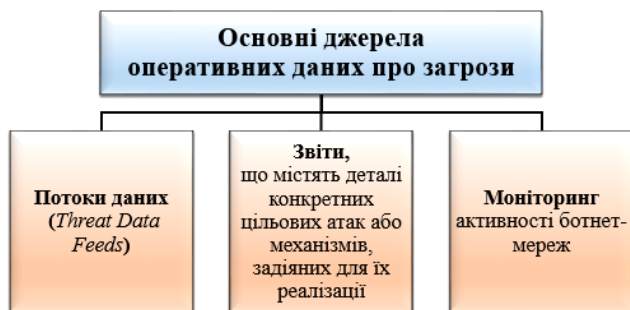 Основні джерела
оперативних даних про загрози
Потоки даних
(Threat Data
Feeds)
Звіти,
що містять деталі
конкретних
цільових атак або
механізмів,
задіяних для їх
реалізації
Моніторинг
активності ботнет-
мереж